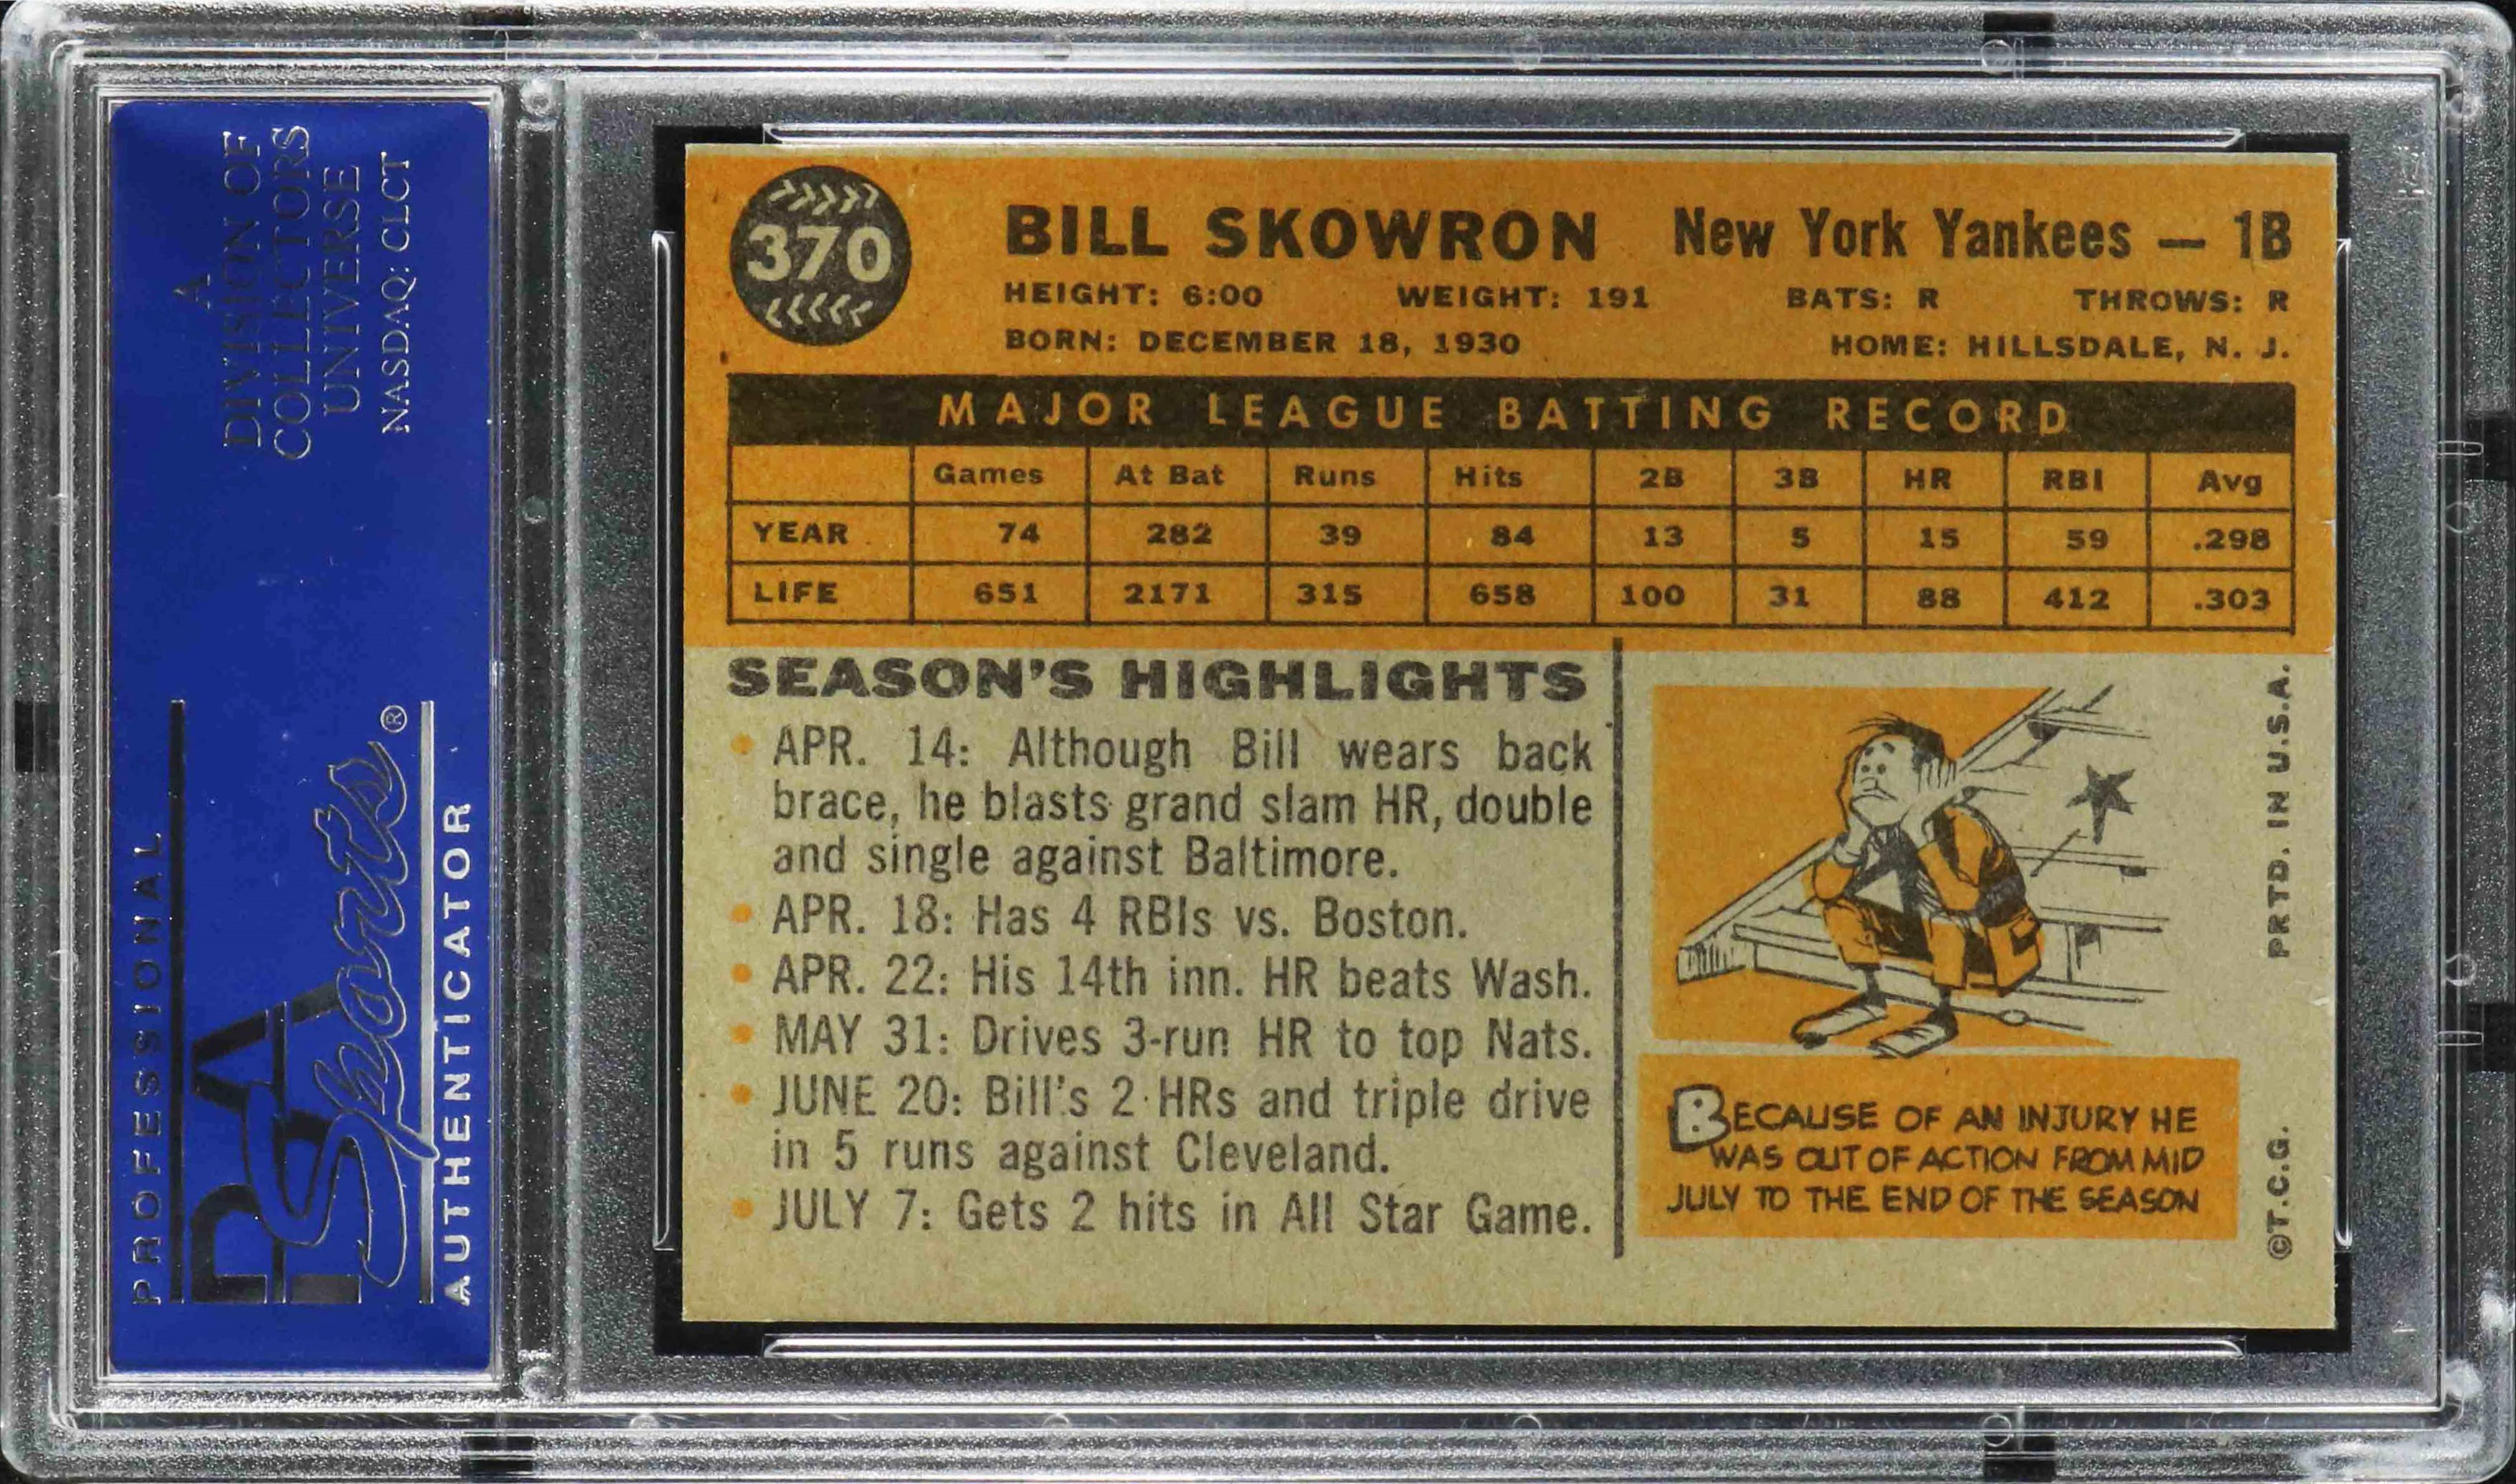 A
DIVISION OF
COLLECTORS
UNIVERSE
NASDAQ: CLCT
PROFESSIONAL
PSA
Sports®
AUTHENTICATOR
370
BILL SKOWRON New York Yankees — 1B
HEIGHT: 6:00 WEIGHT: 191 BATS: R THROWS: R
BORN: DECEMBER 18, 1930 HOME: HILLSDALE, N. J.
MAJOR LEAGUE BATTING RECORD
Games At Bat Runs Hits 2B 3B HR RBI Avg
YEAR 74 282 39 84 13 5 15 59 .298
LIFE 651 2171 315 658 100 31 88 412 .303
SEASON'S HIGHLIGHTS
• APR. 14: Although Bill wears back
brace, he blasts grand slam HR, double
and single against Baltimore.
• APR. 18: Has 4 RBIs vs. Boston.
• APR. 22: His 14th inn. HR beats Wash.
• MAY 31: Drives 3-run HR to top Nats.
• JUNE 20: Bill's 2 HRs and triple drive
in 5 runs against Cleveland.
• JULY 7: Gets 2 hits in All Star Game.
BECAUSE OF AN INJURY HE
WAS OUT OF ACTION FROM MID
JULY TO THE END OF THE SEASON
©T.C.G. PRTD. IN U.S.A.